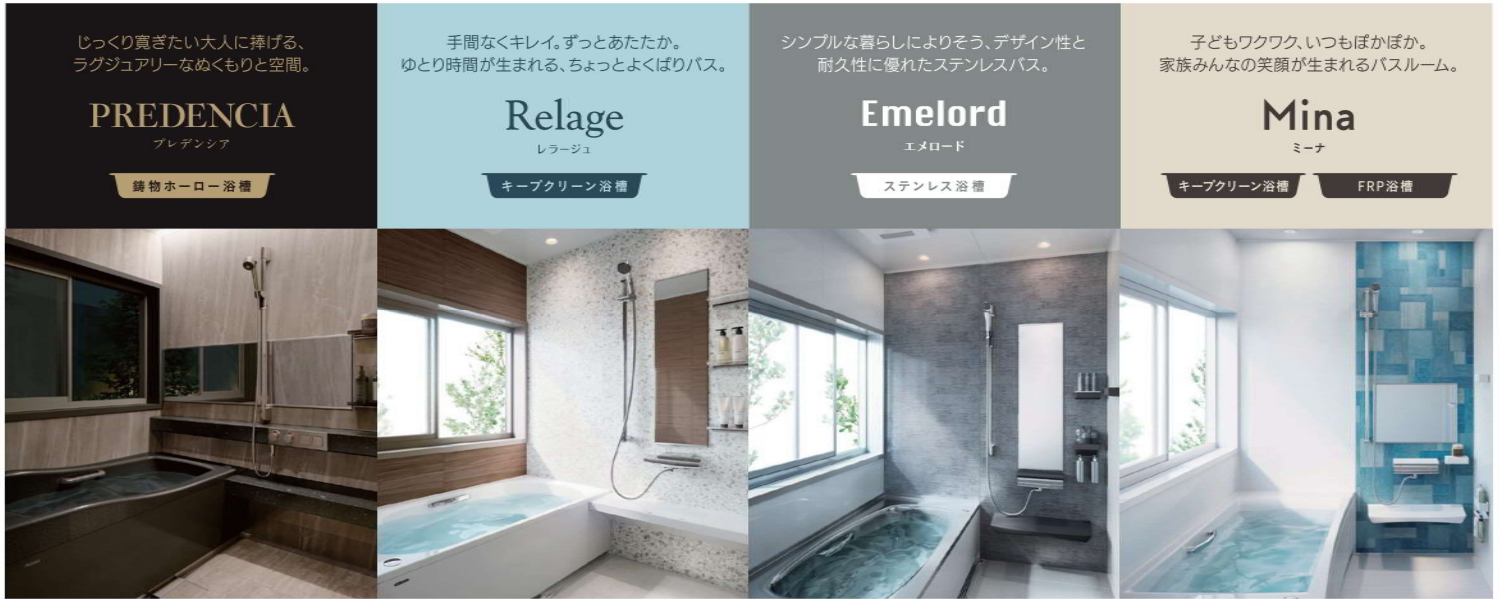 じっくり寛ぎたい大人に捧げる、
ラグジュアリーなぬくもりと空間。
PREDENCIA
プレデンシア
鋳物ホーロー浴槽
手間なくキレイ。ずっとあたたか。
ゆとり時間が生まれる、ちょっとよくばりバス。
Relage
レラージュ
キープクリーン浴槽
シンプルな暮らしによりそう、デザイン性と
耐久性に優れたステンレスバス。
Emelord
エメロード
ステンレス浴槽
子どもワクワク、いつもぽかぽか。
家族みんなの笑顔が生まれるバスルーム。
Mina
ミーナ
キープクリーン浴槽
FRP浴槽